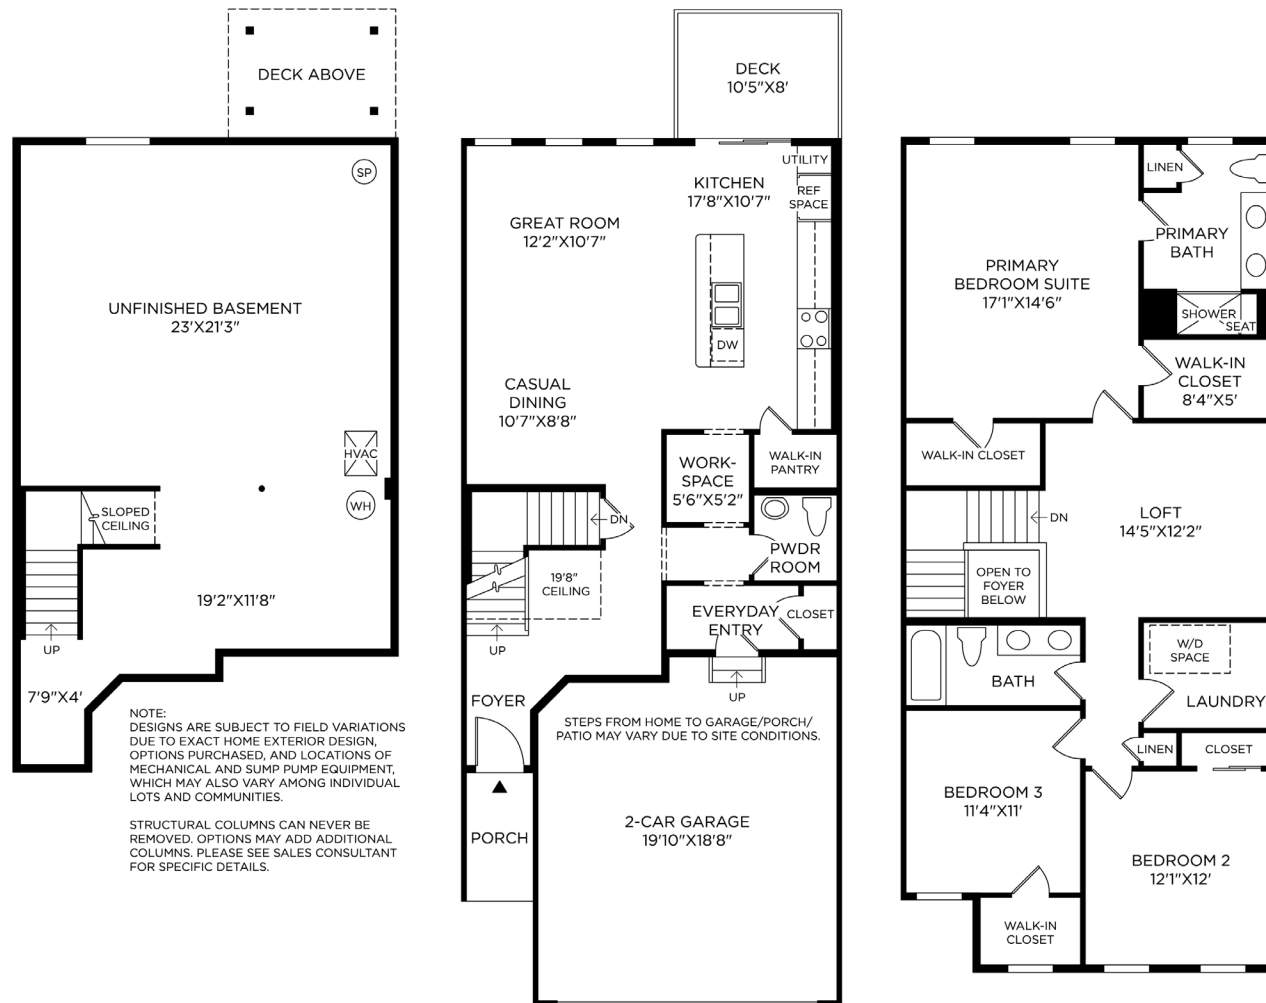 DECK ABOVE
SP
UNFINISHED BASEMENT
23'X21'3"
HVAC
WH
SLOPED
CEILING
19'2"X11'8"
UP
7'9"X4'
NOTE:
DESIGNS ARE SUBJECT TO FIELD VARIATIONS
DUE TO EXACT HOME EXTERIOR DESIGN,
OPTIONS PURCHASED, AND LOCATIONS OF
MECHANICAL AND SUMP PUMP EQUIPMENT,
WHICH MAY ALSO VARY AMONG INDIVIDUAL
LOTS AND COMMUNITIES.
STRUCTURAL COLUMNS CAN NEVER BE
REMOVED. OPTIONS MAY ADD ADDITIONAL
COLUMNS. PLEASE SEE SALES CONSULTANT
FOR SPECIFIC DETAILS.
DECK
10'5"X8'
UTILITY
KITCHEN
17'8"X10'7"
REF
SPACE
GREAT ROOM
12'2"X10'7"
DW
CASUAL
DINING
10'7"X8'8"
WORK-
SPACE
5'6"X5'2"
WALK-IN
PANTRY
DN
PWDR
ROOM
19'8"
CEILING
EVERYDAY
ENTRY
CLOSET
UP
UP
FOYER
STEPS FROM HOME TO GARAGE/PORCH/
PATIO MAY VARY DUE TO SITE CONDITIONS.
PORCH
2-CAR GARAGE
19'10"X18'8"
LINEN
PRIMARY
BATH
PRIMARY
BEDROOM SUITE
17'1"X14'6"
SHOWER
SEAT
WALK-IN
CLOSET
8'4"X5'
WALK-IN CLOSET
DN
LOFT
14'5"X12'2"
OPEN TO
FOYER
BELOW
W/D
SPACE
BATH
LAUNDRY
LINEN
CLOSET
BEDROOM 3
11'4"X11'
BEDROOM 2
12'1"X12'
WALK-IN
CLOSET